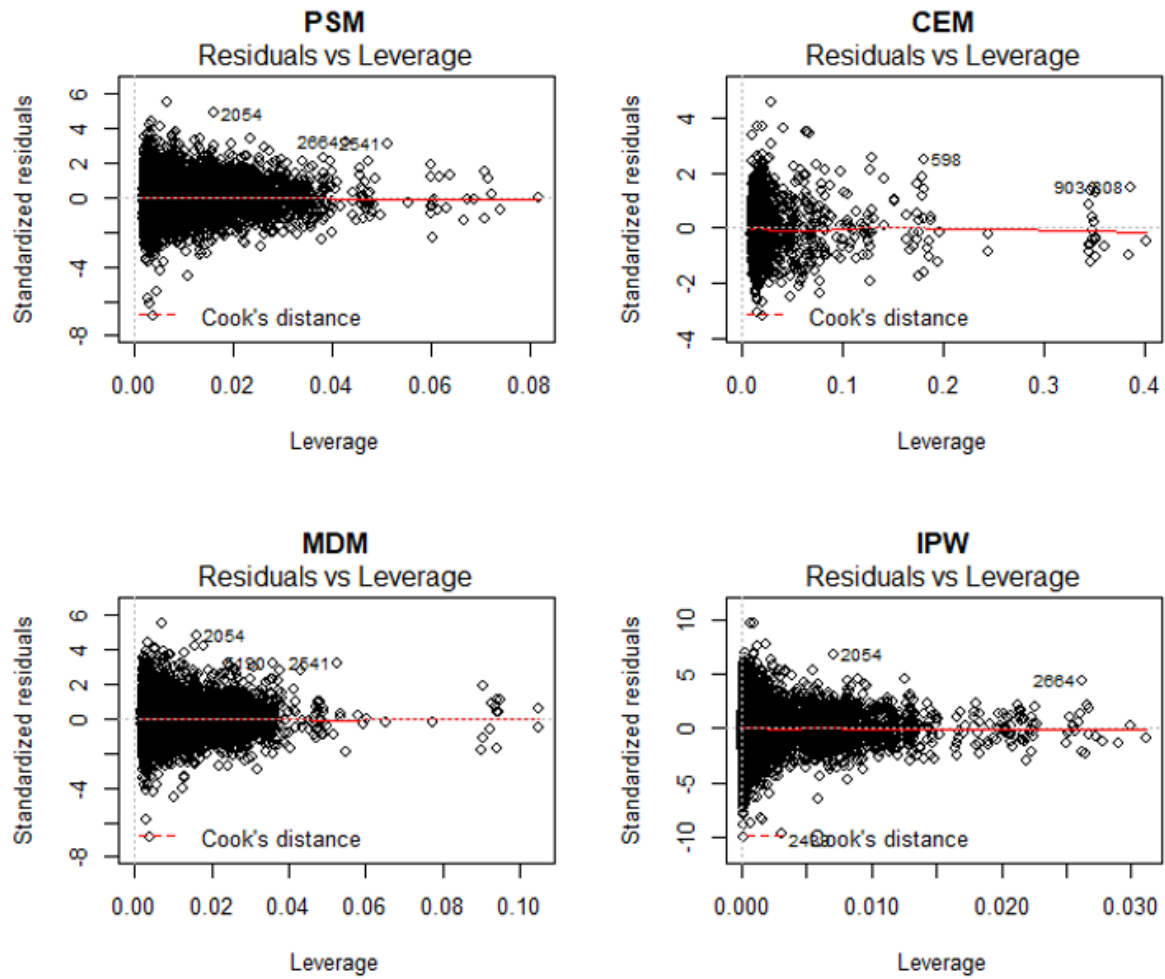 PSM
Residuals vs Leverage
Standardized residuals
6
4
2
0
-4
-8
2054
2541
Cook's distance
0.00 0.02 0.04 0.06 0.08
Leverage
CEM
Residuals vs Leverage
Standardized residuals
4
2
0
-2
-4
598
Cook's distance
0.0 0.1 0.2 0.3 0.4
Leverage
MDM
Residuals vs Leverage
Standardized residuals
6
4
2
0
-4
-8
2054
2541
Cook's distance
0.00 0.02 0.04 0.06 0.08 0.10
Leverage
IPW
Residuals vs Leverage
Standardized residuals
10
5
0
-5
-10
2054
2664
Cook's distance
0.000 0.010 0.020 0.030
Leverage